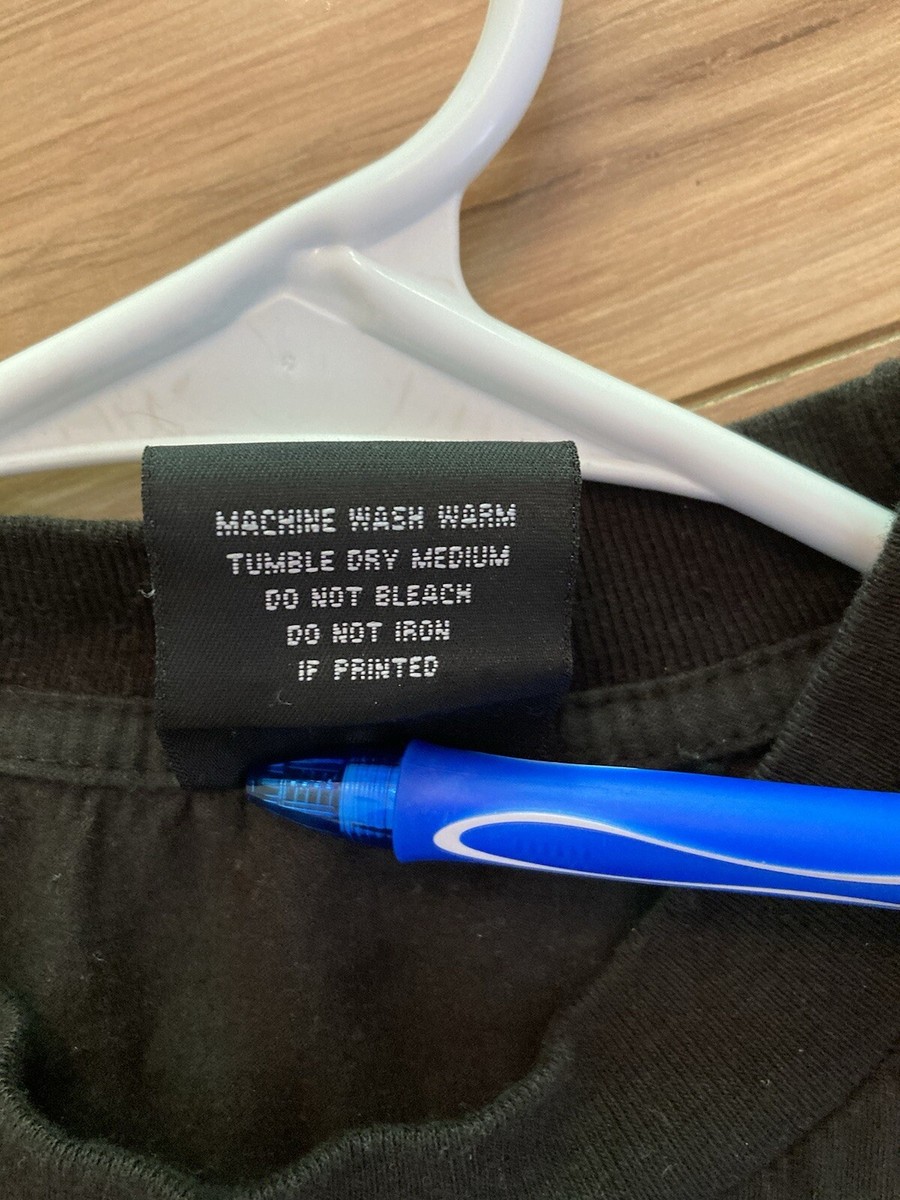 MACHINE WASH WARM
TUMBLE DRY MEDIUM
DO NOT BLEACH
DO NOT IRON
IF PRINTED